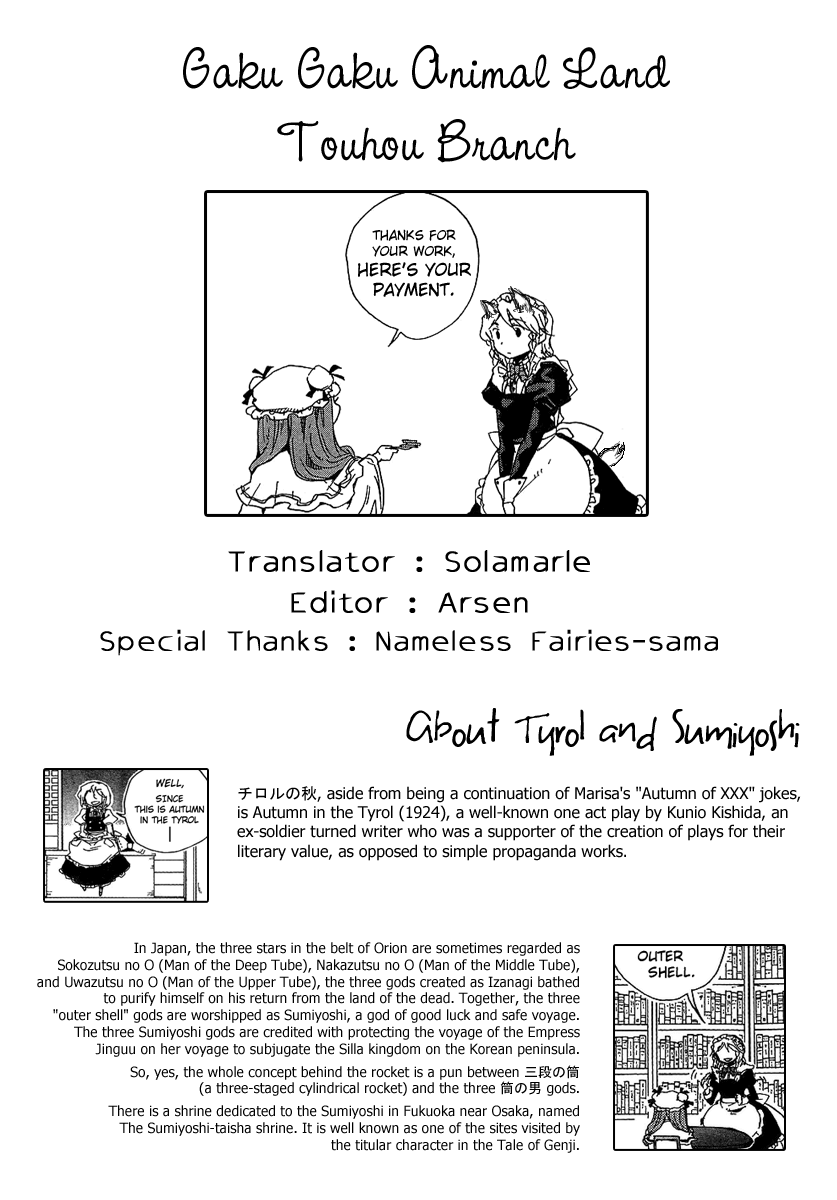 Gaku Gaku Animal Land
Touhou Branch
THANKS FOR
YOUR WORK,
HERE'S YOUR
PAYMENT.
Translator : Solamarle
Editor : Arsen
Special Thanks : Nameless Fairies-sama
About Tyrol and Sumiyoshi
WELL,
SINCE
THIS IS AUTUMN
IN THE TYROL
チロルの秋, aside from being a continuation of Marisa's "Autumn of XXX" jokes,
is Autumn in the Tyrol (1924), a well-known one act play by Kunio Kishida, an
ex-soldier turned writer who was a supporter of the creation of plays for their
literary value, as opposed to simple propaganda works.
In Japan, the three stars in the belt of Orion are sometimes regarded as
Sokozutsu no O (Man of the Deep Tube), Nakazutsu no O (Man of the Middle Tube),
and Uwazutsu no O (Man of the Upper Tube), the three gods created as Izanagi bathed
to purify himself on his return from the land of the dead. Together, the three
"outer shell" gods are worshipped as Sumiyoshi, a god of good luck and safe voyage.
The three Sumiyoshi gods are credited with protecting the voyage of the Empress
Jinguu on her voyage to subjugate the Silla kingdom on the Korean peninsula.
So, yes, the whole concept behind the rocket is a pun between 三段の筒
(a three-staged cylindrical rocket) and the three 筒の男 gods.
There is a shrine dedicated to the Sumiyoshi in Fukuoka near Osaka, named
The Sumiyoshi-taisha shrine. It is well known as one of the sites visited by
the titular character in the Tale of Genji.
OUTER
SHELL.